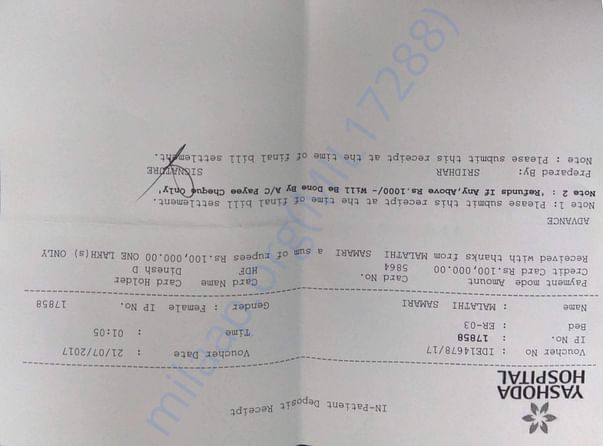 YASHODA
HOSPITAL
IN-Patient Deposit Receipt
Voucher No : IDE14678/17 Voucher Date : 21/07/2017
IP. No. : 17858 Time : 01:05
Bed : ER-03
Name : MALATHI SAMARI Gender : Female IP No. 17858
Payment mode Amount Card No. Card Name Card Holder
Credit Card Rs.100,000.00 5864 HDF Dinesh D
Received with thanks from MALATHI SAMARI a sum of rupees Rs.100,000.00 ONE LAKH(s) ONLY
ADVANCE
Note 1: Please submit this receipt at the time of final bill settlement.
Note 2 : 'Refunds If Any,Above Rs.1000/- Will Be Done By A/C Payee Cheque Only'
Prepared By: SRIDHAR SIGNATURE
Note : Please submit this receipt at the time of final bill settlement.
milaap.org(MIL17288)